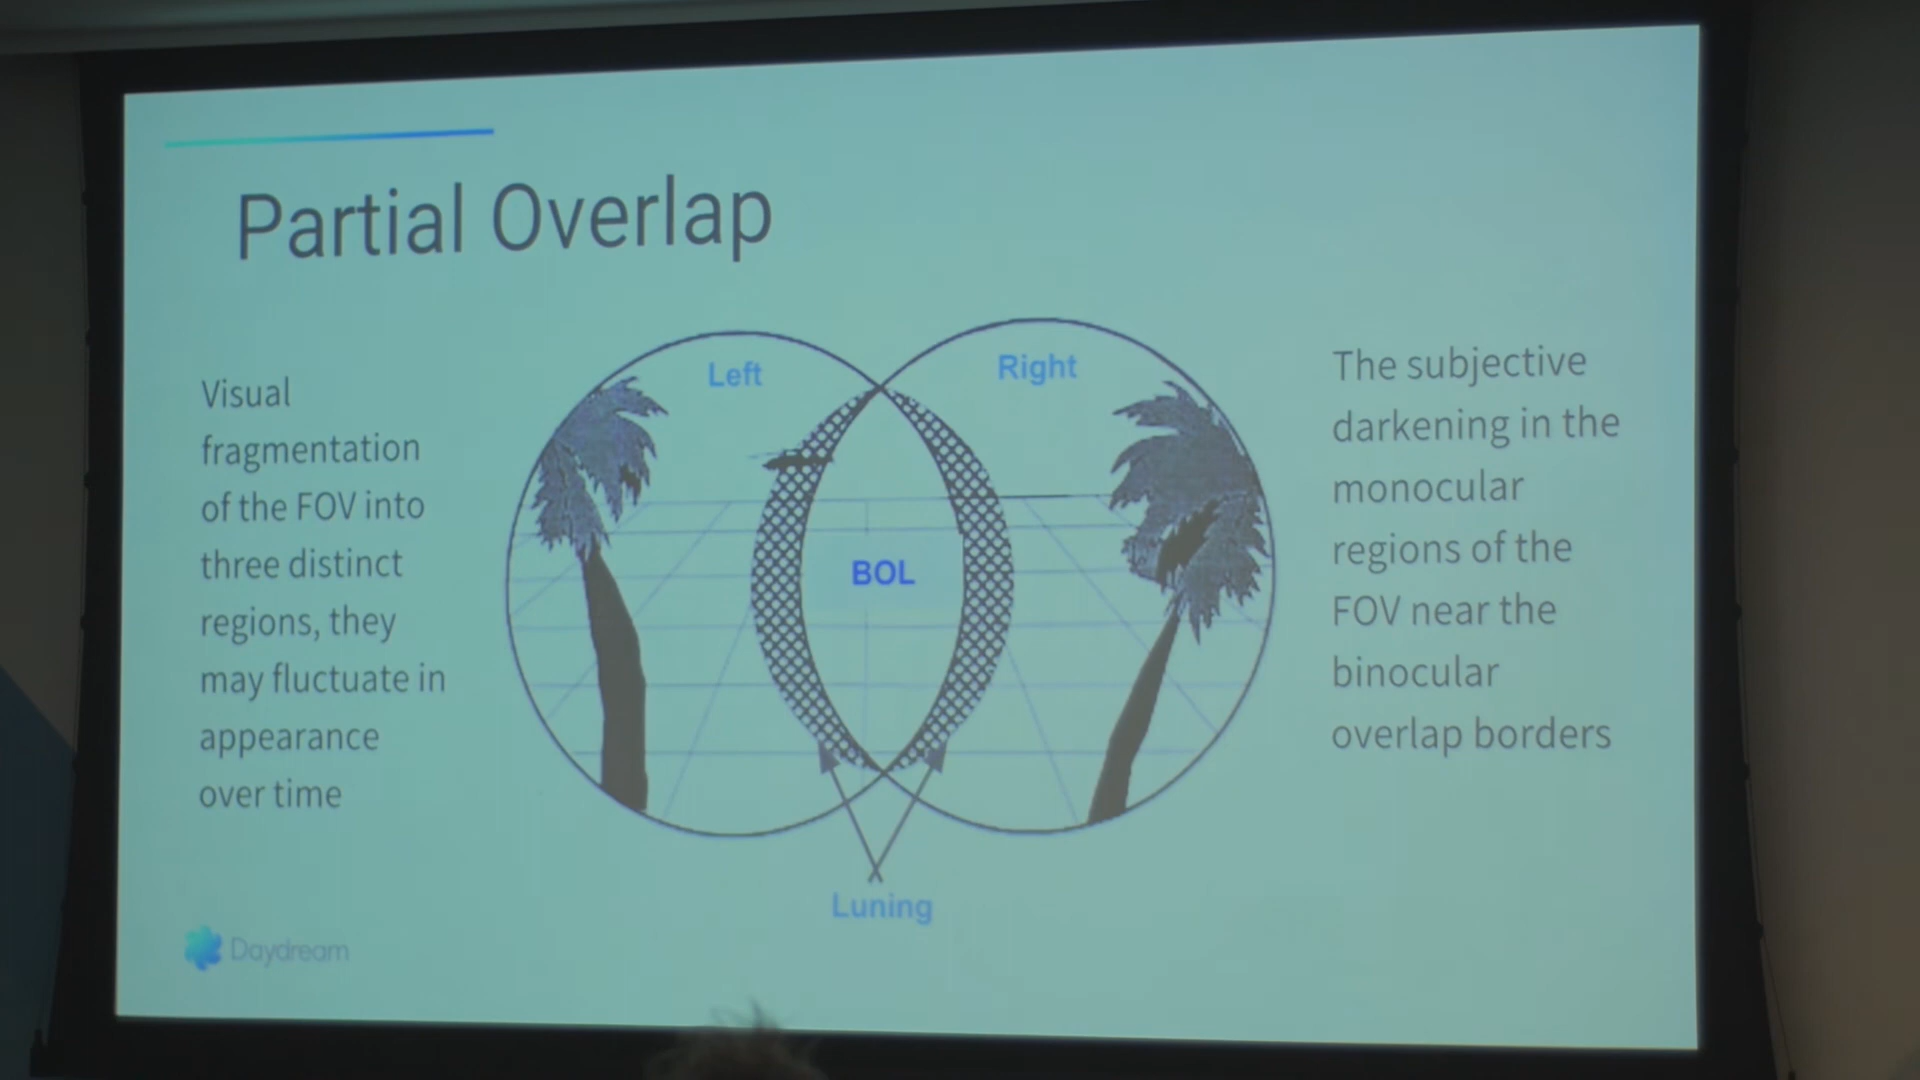 Partial Overlap
Visual
fragmentation
of the FOV into
three distinct
regions, they
may fluctuate in
appearance
over time
Left
Right
BOL
Luning
The subjective
darkening in the
monocular
regions of the
FOV near the
binocular
overlap borders
Daydream